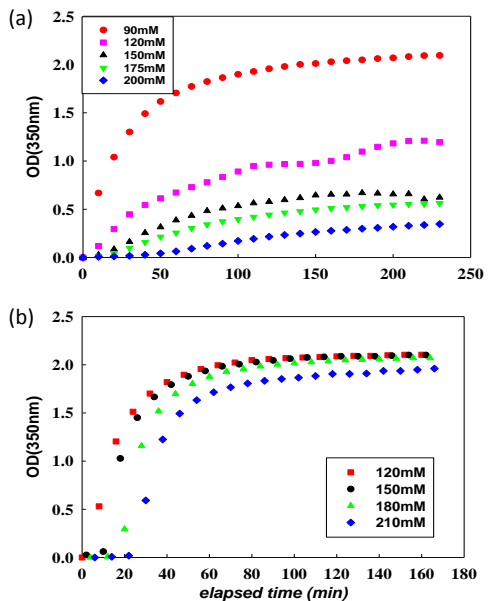 (a)
2.5
2.0
1.5
1.0
0.5
0.0
OD(350nm)
90mM
120mM
150mM
175mM
200mM
0 50 100 150 200 250
(b)
2.5
2.0
1.5
1.0
0.5
0.0
OD(350nm)
120mM
150mM
180mM
210mM
0 20 40 60 80 100 120 140 160 180
elapsed time (min)